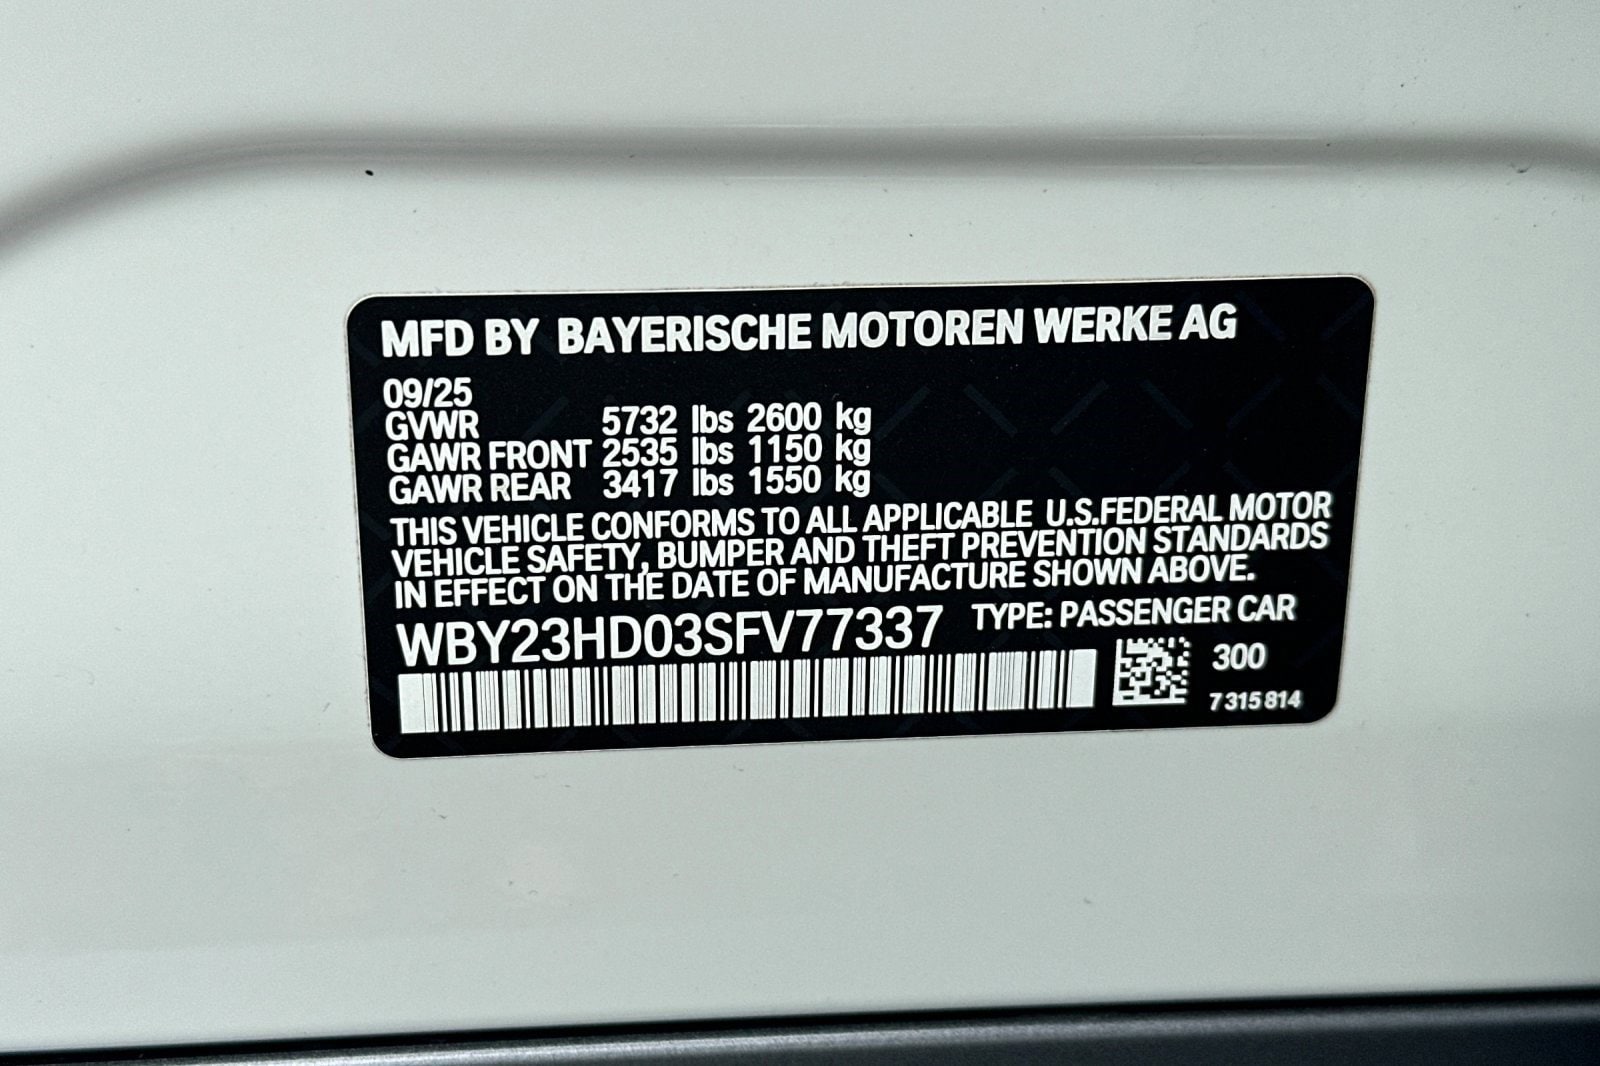 MFD BY BAYERISCHE MOTOREN WERKE AG
09/25
GVWR 5732 lbs 2600 kg
GAWR FRONT 2535 lbs 1150 kg
GAWR REAR 3417 lbs 1550 kg
THIS VEHICLE CONFORMS TO ALL APPLICABLE U.S.FEDERAL MOTOR
VEHICLE SAFETY, BUMPER AND THEFT PREVENTION STANDARDS
IN EFFECT ON THE DATE OF MANUFACTURE SHOWN ABOVE.
WBY23HD03SFV77337 TYPE: PASSENGER CAR
300
7 315 814